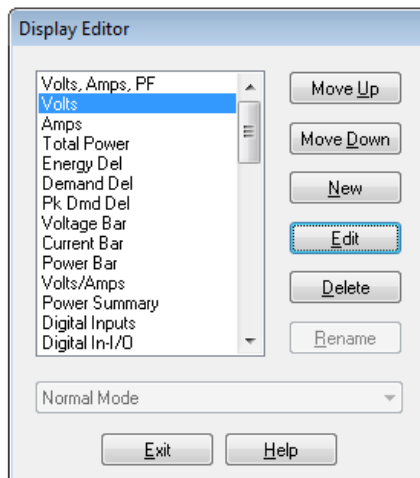 Display Editor
Volts, Amps, PF
Volts
Amps
Total Power
Energy Del
Demand Del
Pk Dmd Del
Voltage Bar
Current Bar
Power Bar
Volts/Amps
Power Summary
Digital Inputs
Digital In-I/O
Move Up
Move Down
New
Edit
Delete
Rename
Normal Mode
Exit
Help